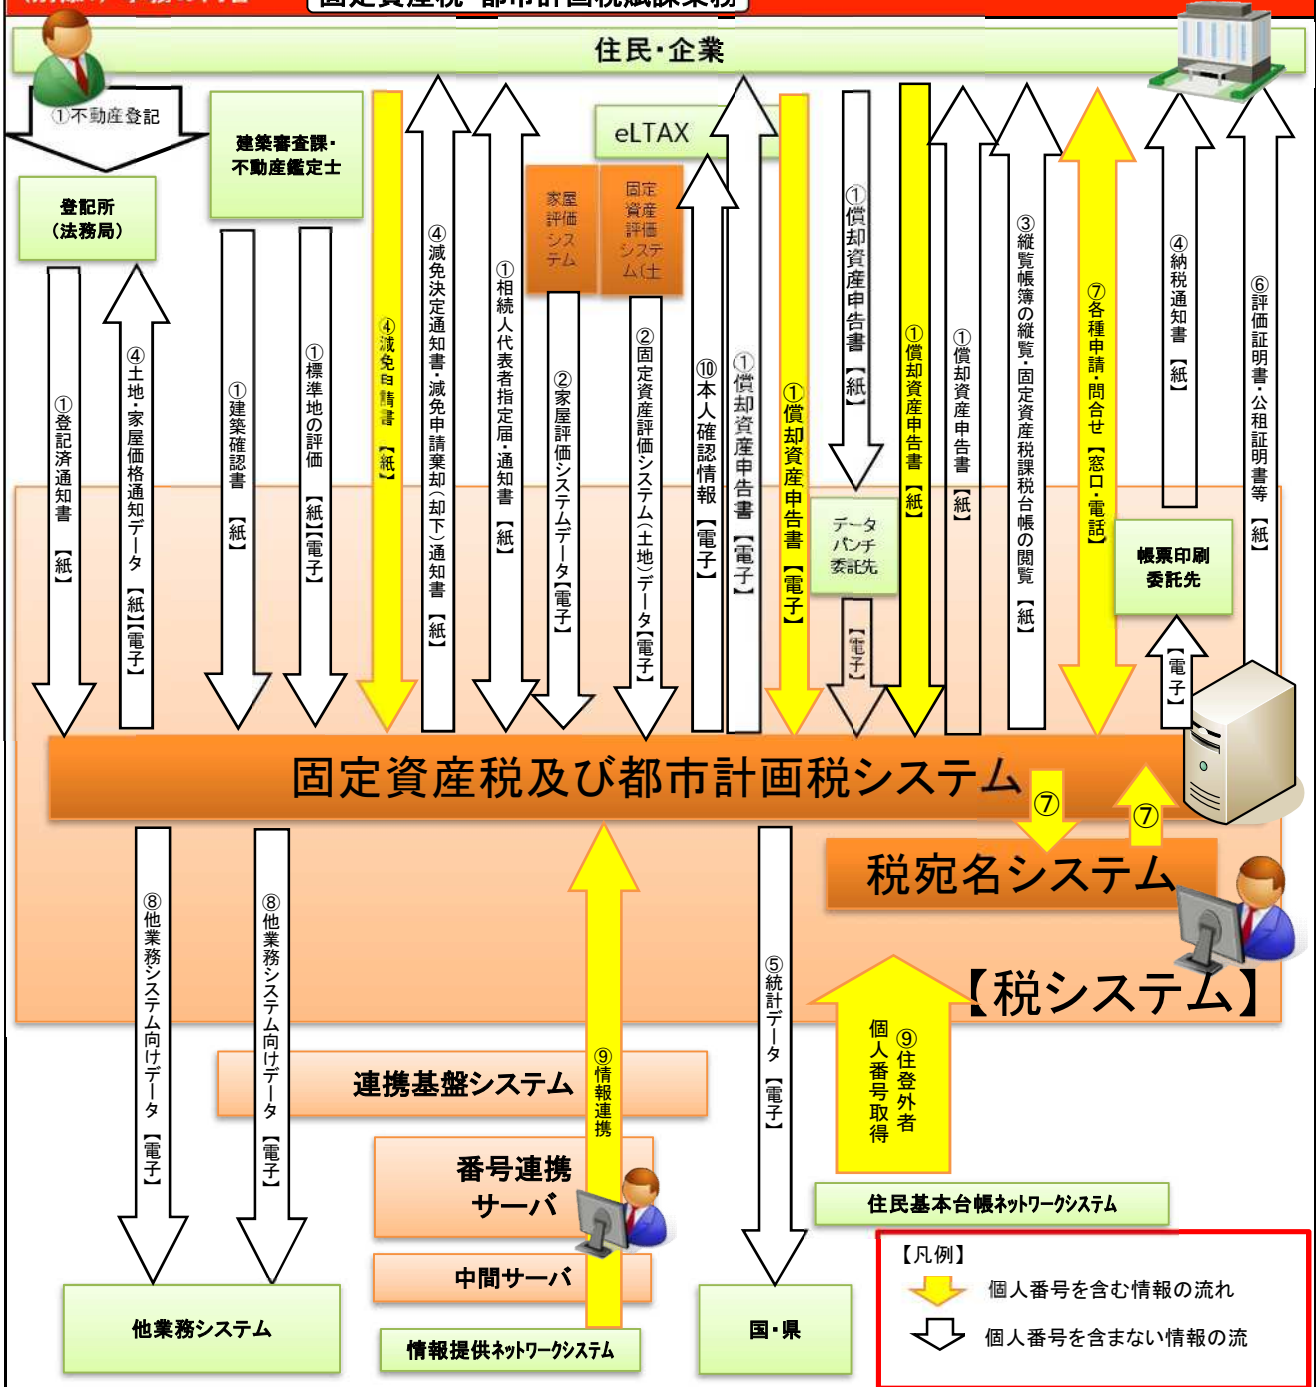 固定資産税・都市計画税賦課業務
住民・企業
①不動産登記
登記所
（法務局）
建築審査課・
不動産鑑定士
eLTAX
家屋
評価
シス
テム
固定
資産
評価
システ
ム（土
①登記済通知書　【紙】
④土地・家屋価格通知データ　【紙】【電子】
①建築確認書　【紙】
①標準地の評価　【紙】【電子】
④減免申請書　【紙】
④減免決定通知書・減免申請棄却（却下）通知書　【紙】
①相続人代表者指定届・通知書　【紙】
②家屋評価システムデータ【電子】
②固定資産評価システム（土地）データ【電子】
⑩本人確認情報　【電子】
①償却資産申告書　【電子】
①償却資産申告書　【電子】
①償却資産申告書　【紙】
データ
パンチ
委託先
【電子】
①償却資産申告書　【紙】
①償却資産申告書　【紙】
③縦覧帳簿の縦覧・固定資産税課税台帳の閲覧　【紙】
⑦各種申請・問合せ【窓口・電話】
④納税通知書　【紙】
帳票印刷
委託先
【電子】
⑥評価証明書・公租証明書等　【紙】
固定資産税及び都市計画税システム
⑦
⑦
税宛名システム
【税システム】
⑧他業務システム向けデータ　【電子】
⑧他業務システム向けデータ　【電子】
⑨情報連携
⑤統計データ　【電子】
⑨住登外者
個人番号取得
連携基盤システム
番号連携
サーバ
中間サーバ
情報提供ネットワークシステム
住民基本台帳ネットワークシステム
他業務システム
国・県
【凡例】
個人番号を含む情報の流れ
個人番号を含まない情報の流